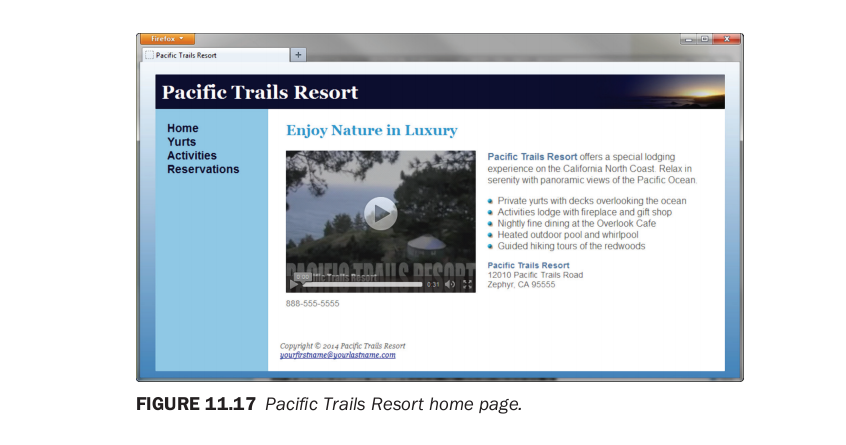 Firefox
Pacific Trails Resort
Pacific Trails Resort
Home
Yurts
Activities
Reservations
Enjoy Nature in Luxury
PACIFIC TRAILS RESORT
Pacific Trails Resort
0:31
888-555-5555
Pacific Trails Resort offers a special lodging
experience on the California North Coast. Relax in
serenity with panoramic views of the Pacific Ocean.
Private yurts with decks overlooking the ocean
Activities lodge with fireplace and gift shop
Nightly fine dining at the Overlook Cafe
Heated outdoor pool and whirlpool
Guided hiking tours of the redwoods
Pacific Trails Resort
12010 Pacific Trails Road
Zephyr, CA 95555
Copyright © 2014 Pacific Trails Resort
yourfirstname@yourlastname.com
FIGURE 11.17 Pacific Trails Resort home page.